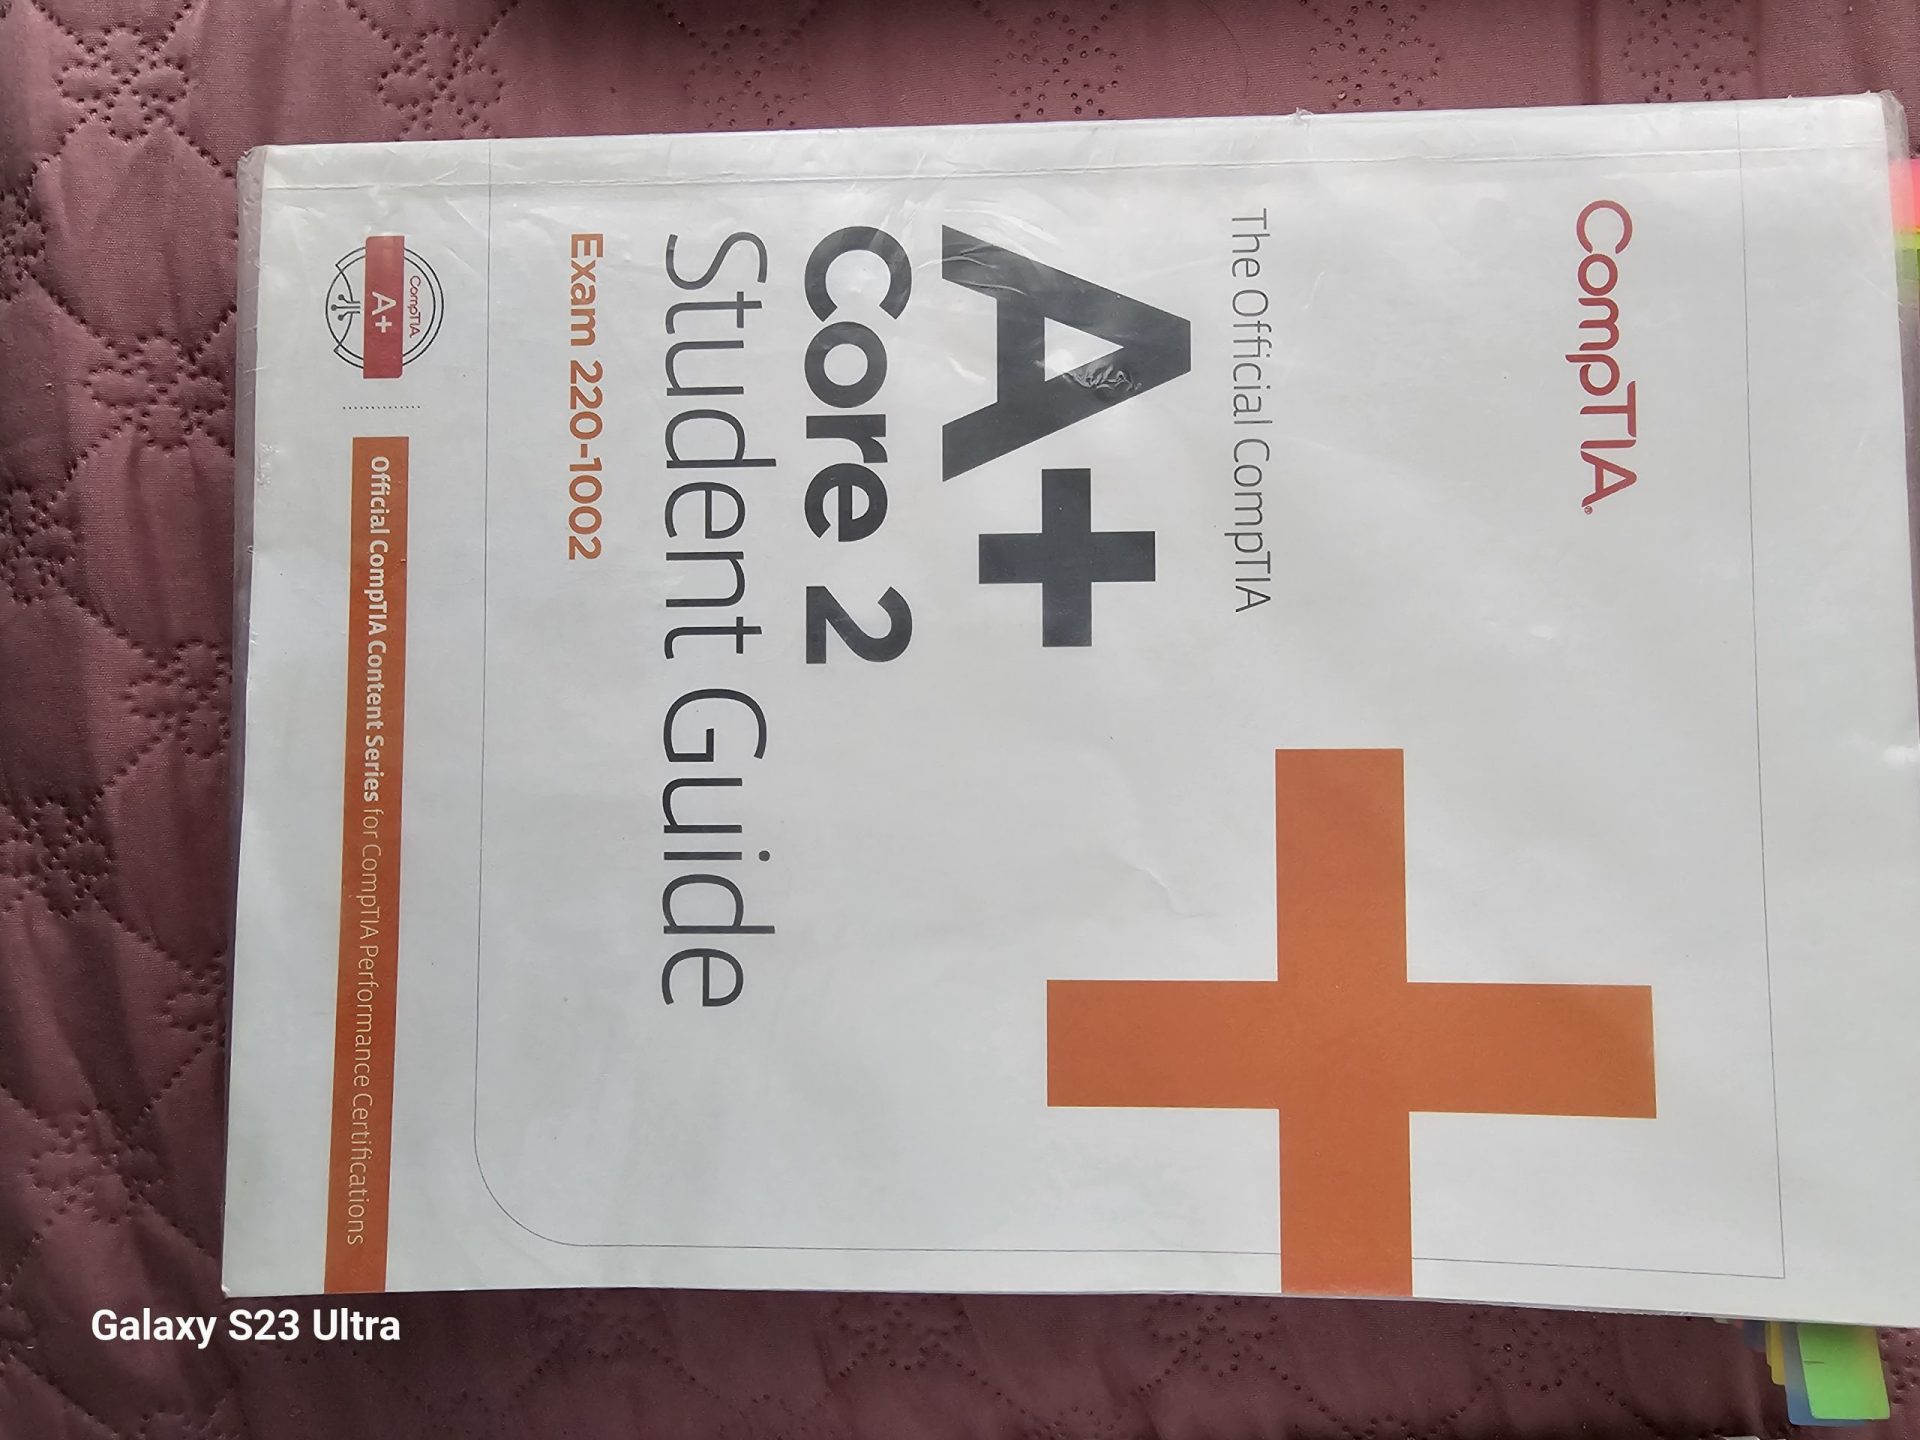 CompTIA®
The Official CompTIA
A+
Core 2
Student Guide
Exam 220-1002
CompTIA
A+
Official CompTIA Content Series for CompTIA Performance Certifications
Galaxy S23 Ultra